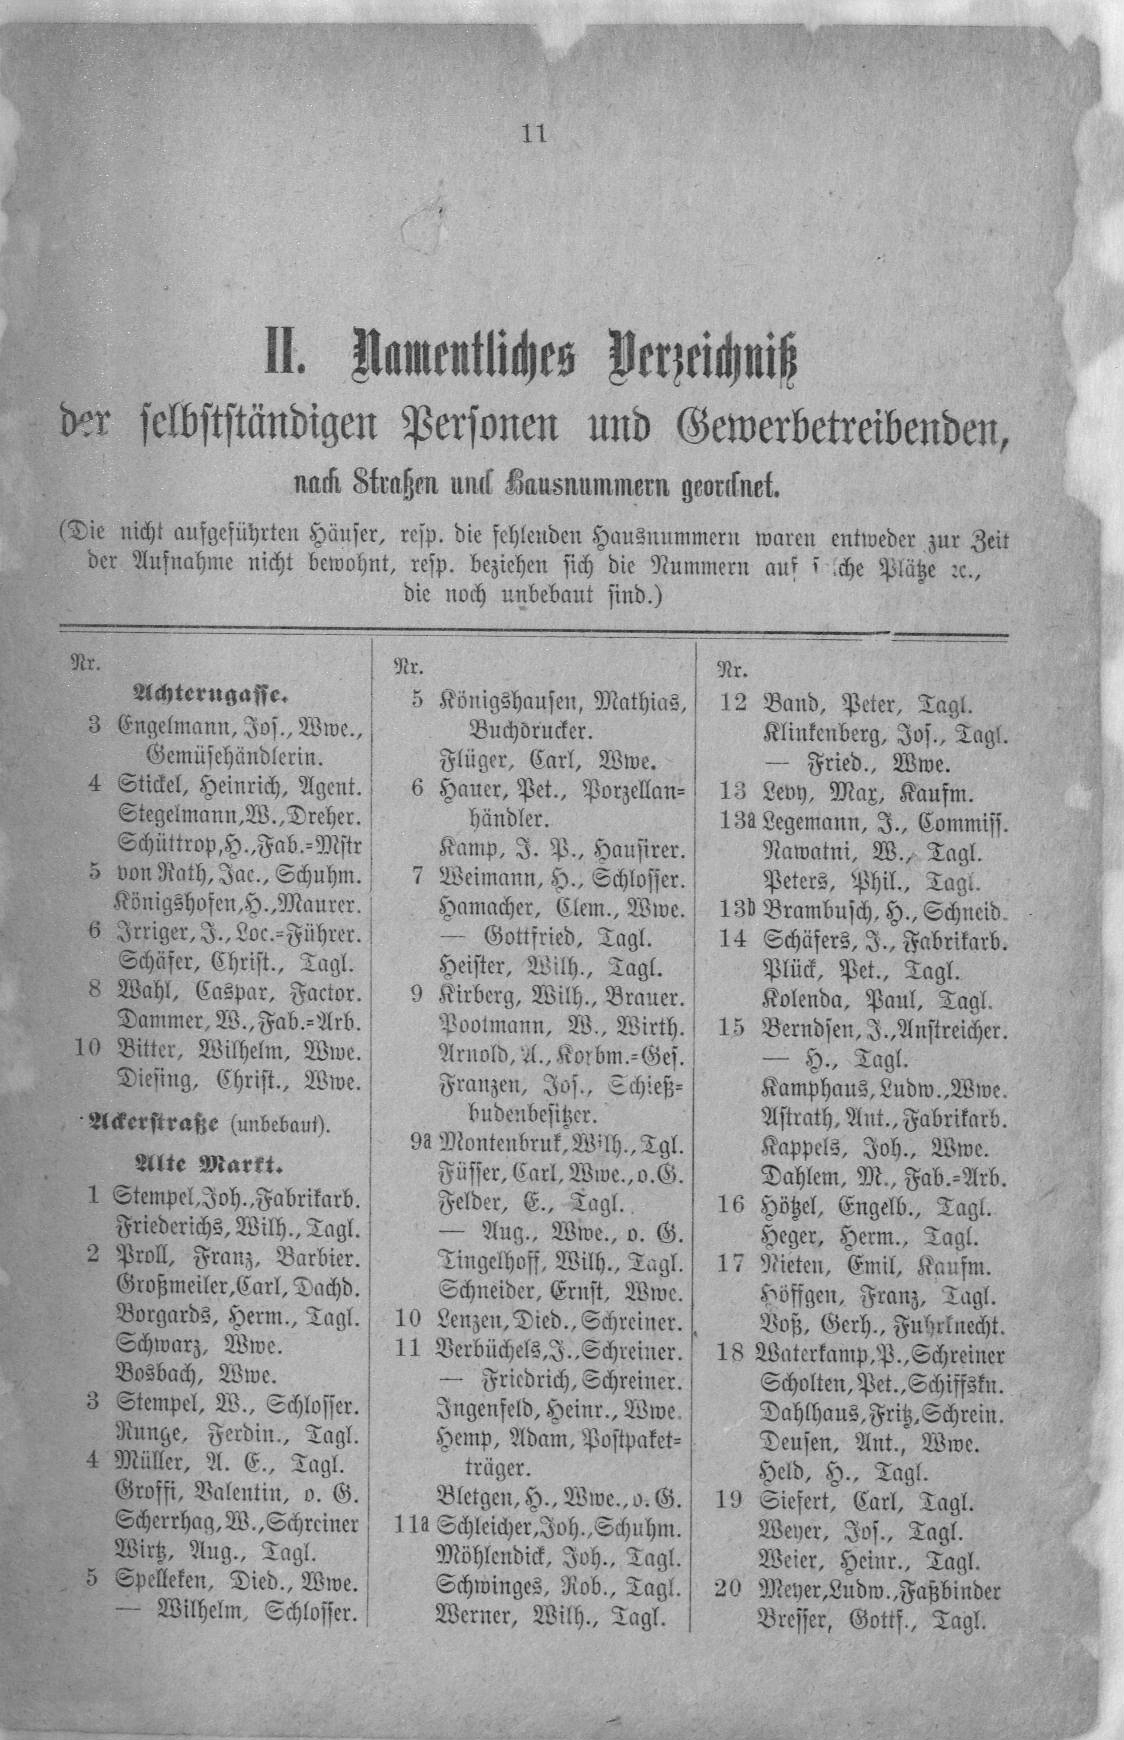 11
II. Namentliches Verzeichniß
der selbstständigen Personen und Gewerbetreibenden,
nach Straßen und Hausnummern geordnet.
(Die nicht aufgeführten Häuser, resp. die fehlenden Hausnummern waren entweder zur Zeit
der Aufnahme nicht bewohnt, resp. beziehen sich die Nummern auf Plätze ꝛc.,
die noch unbebaut sind.)
Nr.
Achterngasse.
3 Engelmann, Jos., Wwe.,
Gemüsehändlerin.
4 Stickel, Heinrich, Agent.
Stegelmann, W., Dreher.
Schüttrop, H., Fab.=Mstr
5 von Rath, Jac., Schuhm.
Königshofen, H., Maurer.
6 Irriger, J., Loc.=Führer.
Schäfer, Christ., Tagl.
8 Wahl, Caspar, Factor.
Dammer, W., Fab.=Arb.
10 Bitter, Wilhelm, Wwe.
Diesing, Christ., Wwe.
Ackerstraße (unbebaut).
Alte Markt.
1 Stempel, Joh., Fabrikarb.
Friederichs, Wilh., Tagl.
2 Proll, Franz, Barbier.
Großmeiler, Carl, Dachd.
Borgards, Herm., Tagl.
Schwarz, Wwe.
Bosbach, Wwe.
3 Stempel, W., Schlosser.
Runge, Ferdin., Tagl.
4 Müller, A. E., Tagl.
Groffi, Valentin, o. G.
Scherrhag, W., Schreiner
Wirtz, Aug., Tagl.
5 Spelleken, Died., Wwe.
— Wilhelm, Schlosser.
Nr.
5 Königshausen, Mathias,
Buchdrucker.
Flüger, Carl, Wwe.
6 Hauer, Pet., Porzellan=
händler.
Kamp, J. P., Hausirer.
7 Weimann, H., Schlosser.
Hamacher, Clem., Wwe.
— Gottfried, Tagl.
Heister, Wilh., Tagl.
9 Kirberg, Wilh., Brauer.
Pootmann, W., Wirth.
Arnold, A., Korbm.=Ges.
Franzen, Jos., Schieß=
budenbesitzer.
9a Montenbruk, Wilh., Tgl.
Füsser, Carl, Wwe., o. G.
Felder, E., Tagl.
— Aug., Wwe., o. G.
Tingelhoff, Wilh., Tagl.
Schneider, Ernst, Wwe.
10 Lenzen, Died., Schreiner.
11 Verbüchels, J., Schreiner.
— Friedrich, Schreiner.
Ingenfeld, Heinr., Wwe.
Hemp, Adam, Postpaket=
träger.
Bletgen, H., Wwe., o. G.
11a Schleicher, Joh., Schuhm.
Möhlendick, Joh., Tagl.
Schwinges, Rob., Tagl.
Werner, Wilh., Tagl.
Nr.
12 Band, Peter, Tagl.
Klinkenberg, Jos., Tagl.
— Fried., Wwe.
13 Levy, Max, Kaufm.
13a Legemann, J., Commiss.
Nawatni, W., Tagl.
Peters, Phil., Tagl.
13b Brambusch, H., Schneid.
14 Schäfers, J., Fabrikarb.
Plück, Pet., Tagl.
Kolenda, Paul, Tagl.
15 Berndsen, J., Anstreicher.
— H., Tagl.
Kamphaus, Ludw., Wwe.
Astrath, Ant., Fabrikarb.
Kappels, Joh., Wwe.
Dahlem, M., Fab.=Arb.
16 Hötzel, Engelb., Tagl.
Heger, Herm., Tagl.
17 Nieten, Emil, Kaufm.
Höffgen, Franz, Tagl.
Voß, Gerh., Fuhrknecht.
18 Waterkamp, P., Schreiner
Scholten, Pet., Schiffskn.
Dahlhaus, Fritz, Schrein.
Deusen, Ant., Wwe.
Held, H., Tagl.
19 Siefert, Carl, Tagl.
Weyer, Jos., Tagl.
Weier, Heinr., Tagl.
20 Meyer, Ludw., Faßbinder
Bresser, Gottf., Tagl.